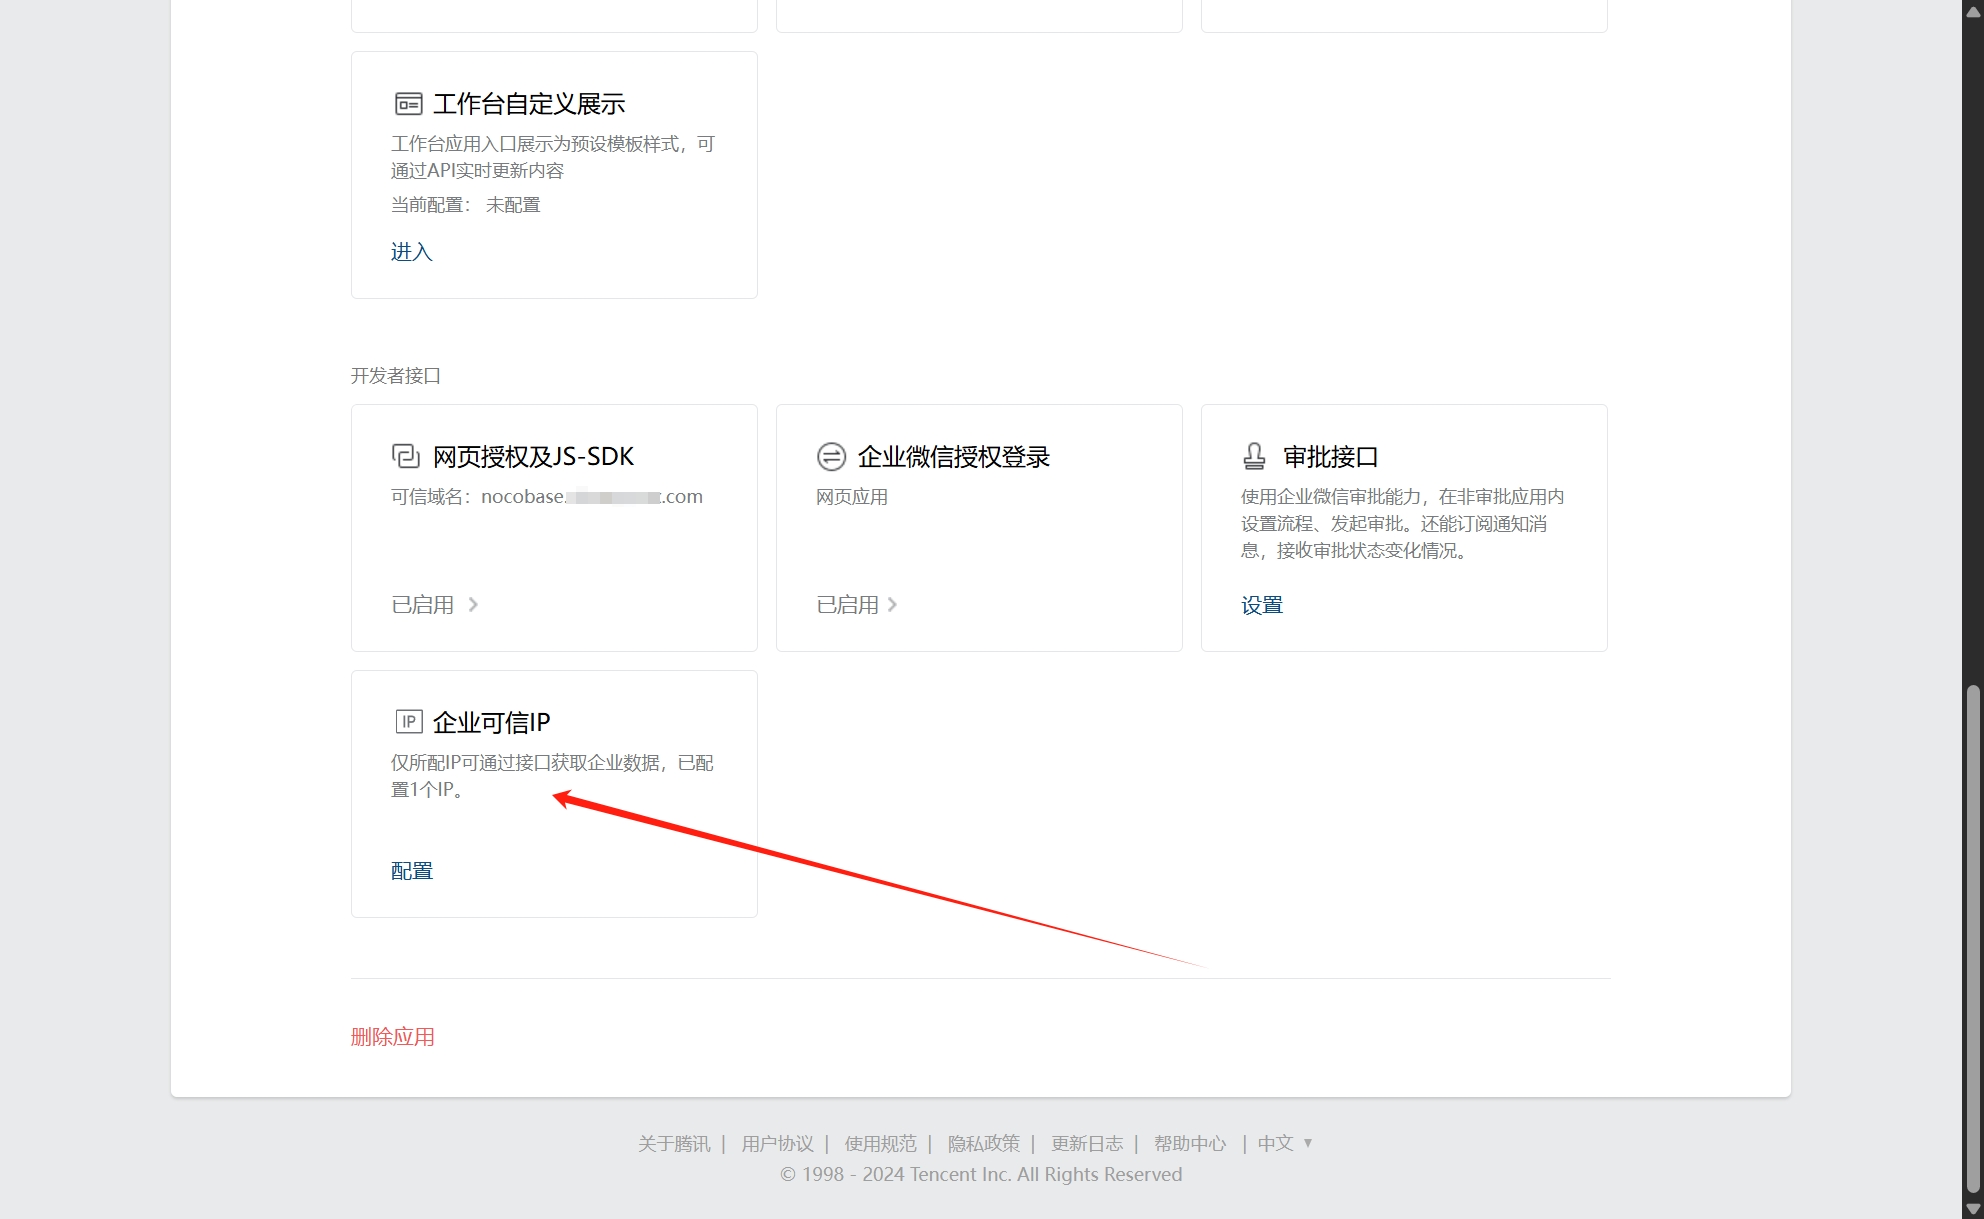 工作台自定义展示
工作台应用入口展示为预设模板样式，可
通过API实时更新内容
当前配置： 未配置
进入
开发者接口
网页授权及JS-SDK
可信域名：nocobase. .com
已启用
企业微信授权登录
网页应用
已启用
审批接口
使用企业微信审批能力，在非审批应用内
设置流程、发起审批。还能订阅通知消
息，接收审批状态变化情况。
设置
IP 企业可信IP
仅所配IP可通过接口获取企业数据，已配
置1个IP。
配置
删除应用
关于腾讯 | 用户协议 | 使用规范 | 隐私政策 | 更新日志 | 帮助中心 | 中文 ▼
© 1998 - 2024 Tencent Inc. All Rights Reserved